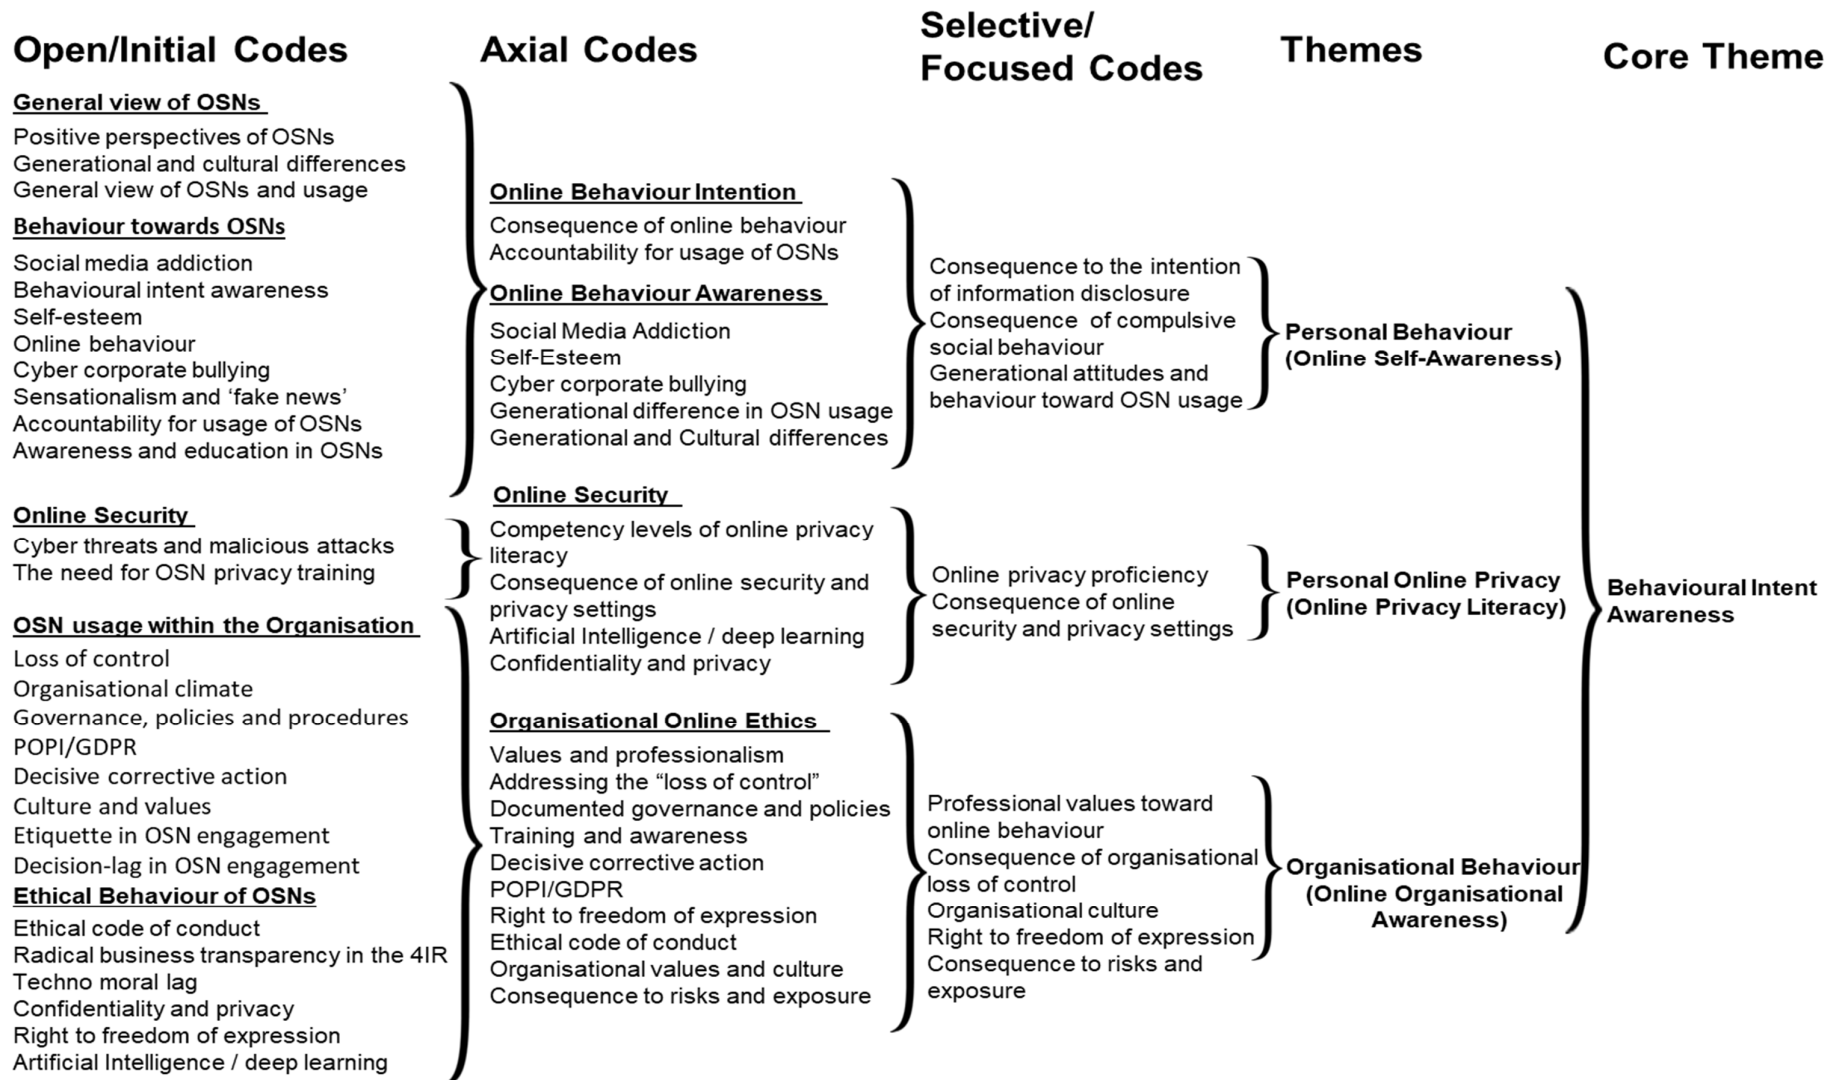 Open/Initial Codes
General view of OSNs
Positive perspectives of OSNs
Generational and cultural differences
General view of OSNs and usage
Behaviour towards OSNs
Social media addiction
Behavioural intent awareness
Self-esteem
Online behaviour
Cyber corporate bullying
Sensationalism and ‘fake news’
Accountability for usage of OSNs
Awareness and education in OSNs
Online Security
Cyber threats and malicious attacks
The need for OSN privacy training
OSN usage within the Organisation
Loss of control
Organisational climate
Governance, policies and procedures
POPI/GDPR
Decisive corrective action
Culture and values
Etiquette in OSN engagement
Decision-lag in OSN engagement
Ethical Behaviour of OSNs
Ethical code of conduct
Radical business transparency in the 4IR
Techno moral lag
Confidentiality and privacy
Right to freedom of expression
Artificial Intelligence / deep learning
Axial Codes
Online Behaviour Intention
Consequence of online behaviour
Accountability for usage of OSNs
Online Behaviour Awareness
Social Media Addiction
Self-Esteem
Cyber corporate bullying
Generational difference in OSN usage
Generational and Cultural differences
Online Security
Competency levels of online privacy
literacy
Consequence of online security and
privacy settings
Artificial Intelligence / deep learning
Confidentiality and privacy
Organisational Online Ethics
Values and professionalism
Addressing the “loss of control”
Documented governance and policies
Training and awareness
Decisive corrective action
POPI/GDPR
Right to freedom of expression
Ethical code of conduct
Organisational values and culture
Consequence to risks and exposure
Selective/
Focused Codes
Consequence to the intention
of information disclosure
Consequence of compulsive
social behaviour
Generational attitudes and
behaviour toward OSN usage
Online privacy proficiency
Consequence of online
security and privacy settings
Professional values toward
online behaviour
Consequence of organisational
loss of control
Organisational culture
Right to freedom of expression
Consequence to risks and
exposure
Themes
Personal Behaviour
(Online Self-Awareness)
Personal Online Privacy
(Online Privacy Literacy)
Organisational Behaviour
(Online Organisational
Awareness)
Core Theme
Behavioural Intent
Awareness